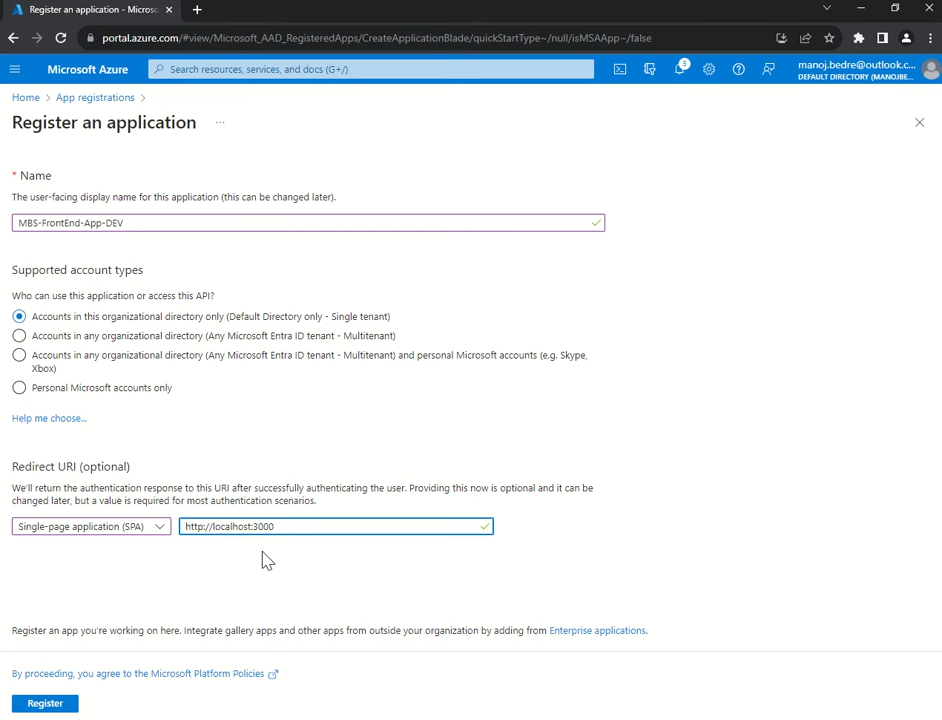 Register an application - Microso
portal.azure.com/#view/Microsoft_AAD_RegisteredApps/CreateApplicationBlade/quickStartType~/null/isMSAApp~/false
Microsoft Azure
Search resources, services, and docs (G+/)
5
manoj.bedre@outlook.c...
DEFAULT DIRECTORY (MANOJBE...
Home > App registrations >
Register an application ...
* Name
The user-facing display name for this application (this can be changed later).
MBS-FrontEnd-App-DEV
Supported account types
Who can use this application or access this API?
Accounts in this organizational directory only (Default Directory only - Single tenant)
Accounts in any organizational directory (Any Microsoft Entra ID tenant - Multitenant)
Accounts in any organizational directory (Any Microsoft Entra ID tenant - Multitenant) and personal Microsoft accounts (e.g. Skype,
Xbox)
Personal Microsoft accounts only
Help me choose...
Redirect URI (optional)
We'll return the authentication response to this URI after successfully authenticating the user. Providing this now is optional and it can be
changed later, but a value is required for most authentication scenarios.
Single-page application (SPA) http://localhost:3000
Register an app you're working on here. Integrate gallery apps and other apps from outside your organization by adding from Enterprise applications.
By proceeding, you agree to the Microsoft Platform Policies
Register